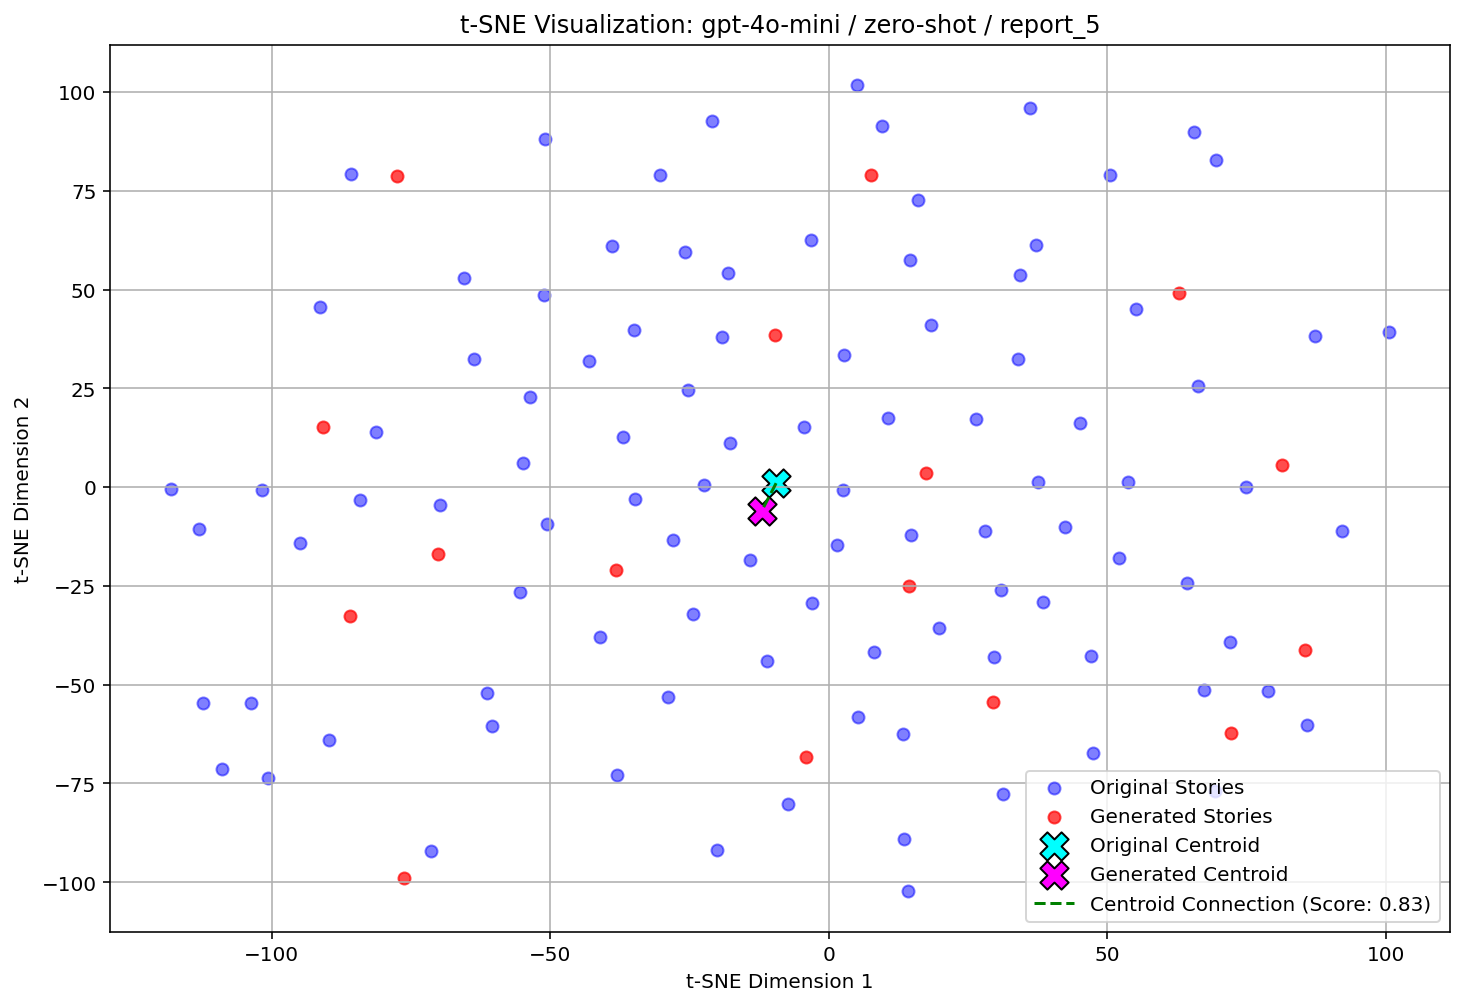 t-SNE Visualization: gpt-4o-mini / zero-shot / report_5
100
75
50
25
0
−25
−50
−75
−100
t-SNE Dimension 2
Original Stories
Generated Stories
Original Centroid
Generated Centroid
Centroid Connection (Score: 0.83)
−100
−50
0
50
100
t-SNE Dimension 1